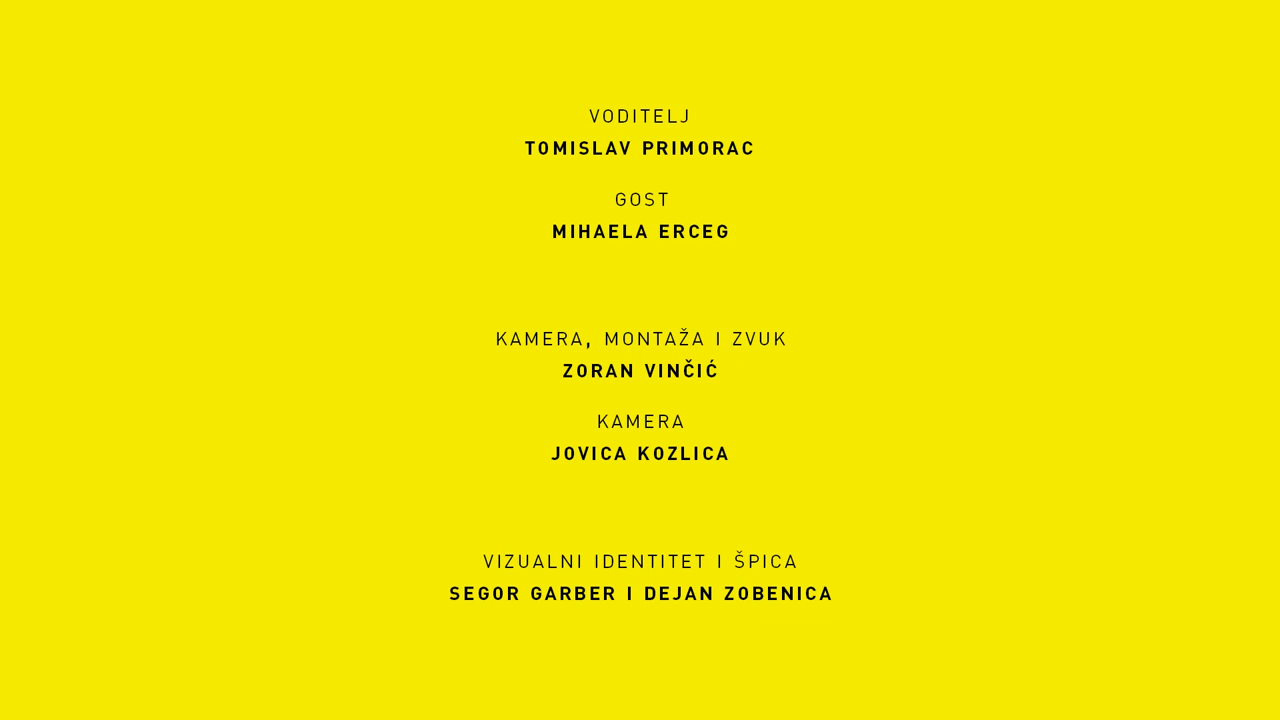 VODITELJ
TOMISLAV PRIMORAC
GOST
MIHAELA ERCEG
KAMERA, MONTAŽA I ZVUK
ZORAN VINČIĆ
KAMERA
JOVICA KOZLICA
VIZUALNI IDENTITET I ŠPICA
SEGOR GARBER I DEJAN ZOBENICA